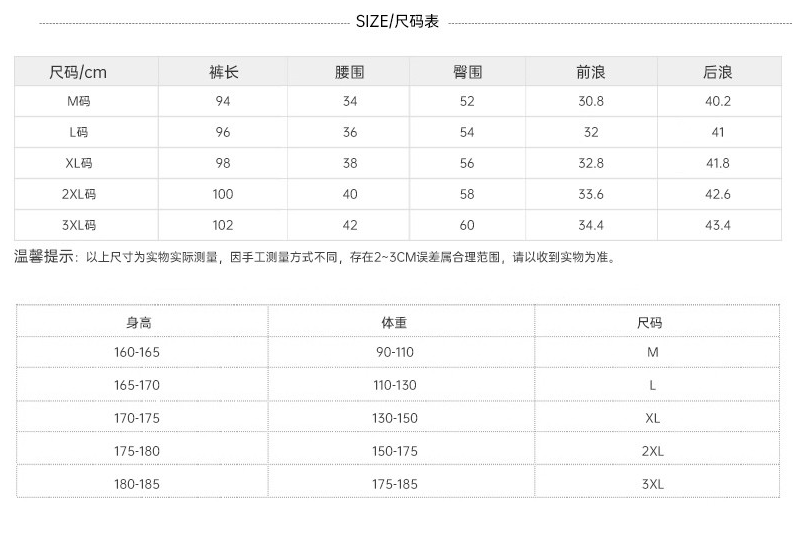 SIZE/尺码表
尺码/cm 裤长 腰围 臀围 前浪 后浪
M码 94 34 52 30.8 40.2
L码 96 36 54 32 41
XL码 98 38 56 32.8 41.8
2XL码 100 40 58 33.6 42.6
3XL码 102 42 60 34.4 43.4
温馨提示：以上尺寸为实物实际测量，因手工测量方式不同，存在2~3CM误差属合理范围，请以收到实物为准。
身高 体重 尺码
160-165 90-110 M
165-170 110-130 L
170-175 130-150 XL
175-180 150-175 2XL
180-185 175-185 3XL